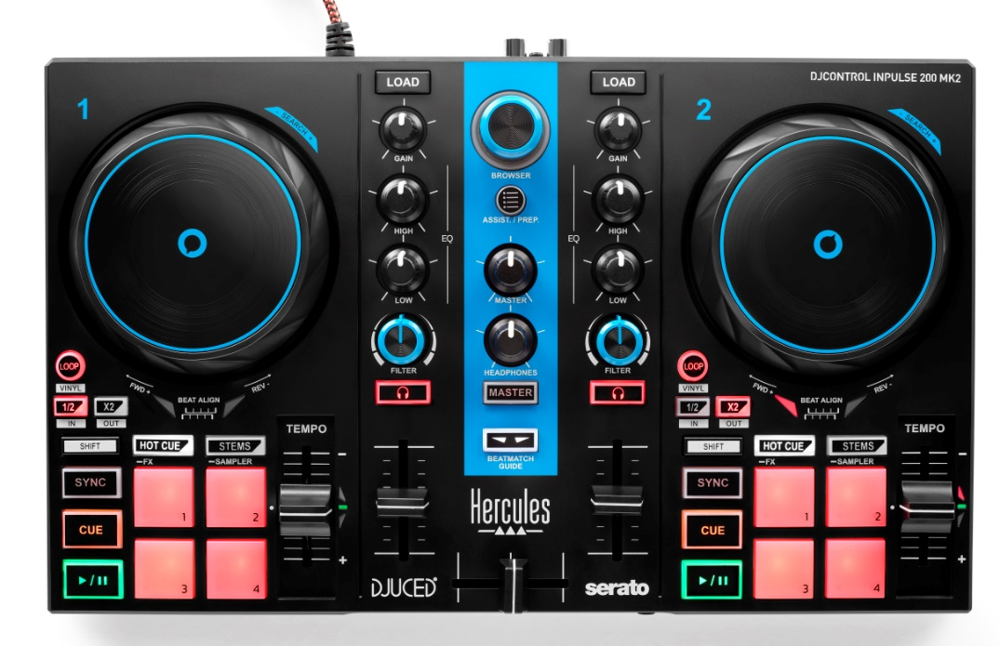 DJCONTROL INPULSE 200 MK2
1
- SEARCH +
LOAD
GAIN
HIGH
EQ
LOW
FILTER
BROWSER
ASSIST. / PREP.
MASTER
HEADPHONES
MASTER
BEATMATCH
GUIDE
LOAD
GAIN
HIGH
EQ
LOW
FILTER
2
- SEARCH +
LOOP
VINYL
1/2
X2
IN
OUT
FWD +
REV -
BEAT ALIGN
SHIFT
HOT CUE
STEMS
FX
SAMPLER
TEMPO
-
+
SYNC
CUE
1
2
3
4
Hercules
DJUCED
serato
LOOP
VINYL
1/2
X2
IN
OUT
FWD +
REV -
BEAT ALIGN
SHIFT
HOT CUE
STEMS
FX
SAMPLER
TEMPO
-
+
SYNC
CUE
1
2
3
4